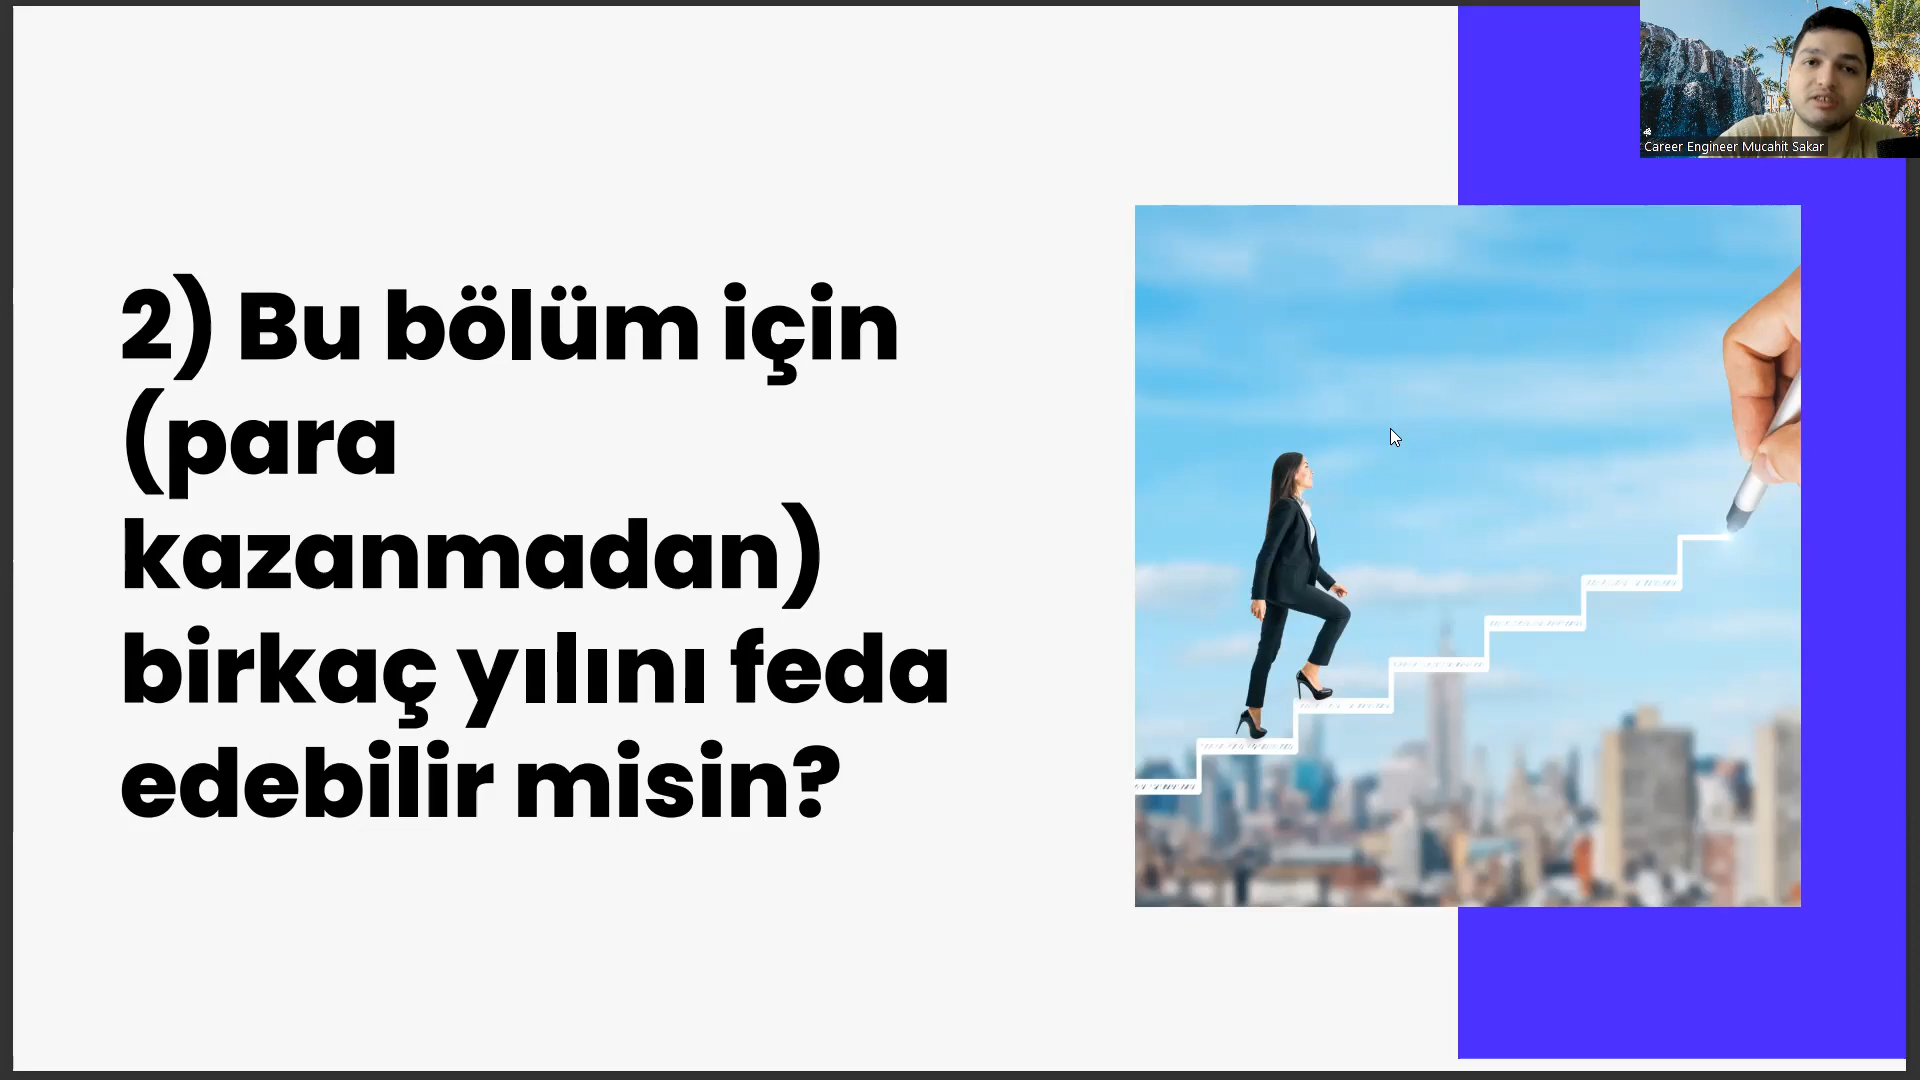 Career Engineer Mucahit Sakar
2) Bu bölüm için
(para
kazanmadan)
birkaç yılını feda
edebilir misin?